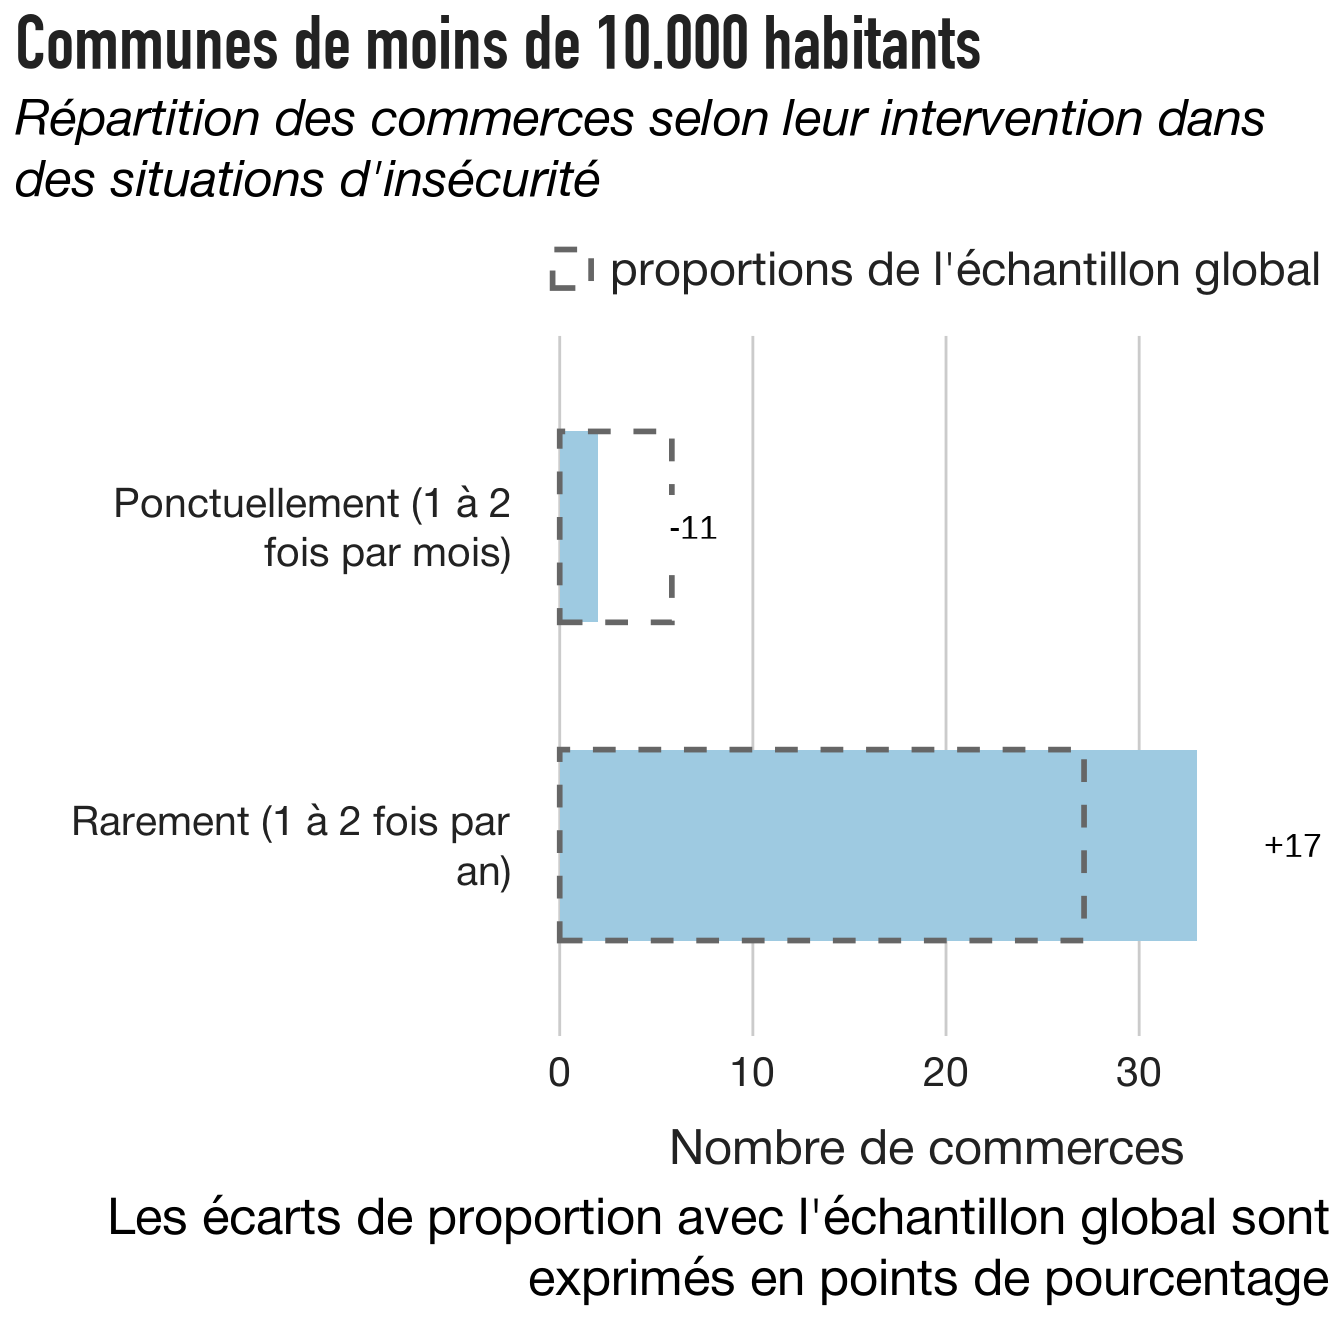 Communes de moins de 10.000 habitants
Répartition des commerces selon leur intervention dans
des situations d'insécurité
proportions de l'échantillon global
Ponctuellement (1 à 2
fois par mois)
-11
Rarement (1 à 2 fois par
an)
+17
0 10 20 30
Nombre de commerces
Les écarts de proportion avec l'échantillon global sont
exprimés en points de pourcentage